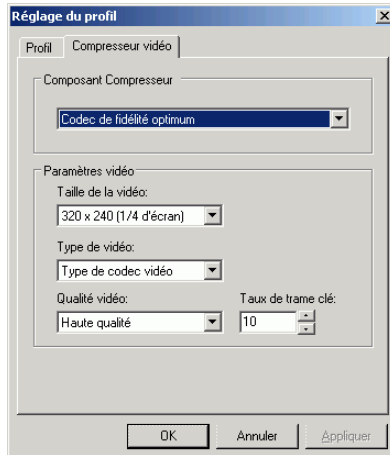 Réglage du profil
Profil
Compresseur vidéo
Composant Compresseur
Codec de fidélité optimum
Paramètres vidéo
Taille de la vidéo:
320 x 240 (1/4 d'écran)
Type de vidéo:
Type de codec vidéo
Qualité vidéo:
Taux de trame clé:
Haute qualité
10
OK
Annuler
Appliquer